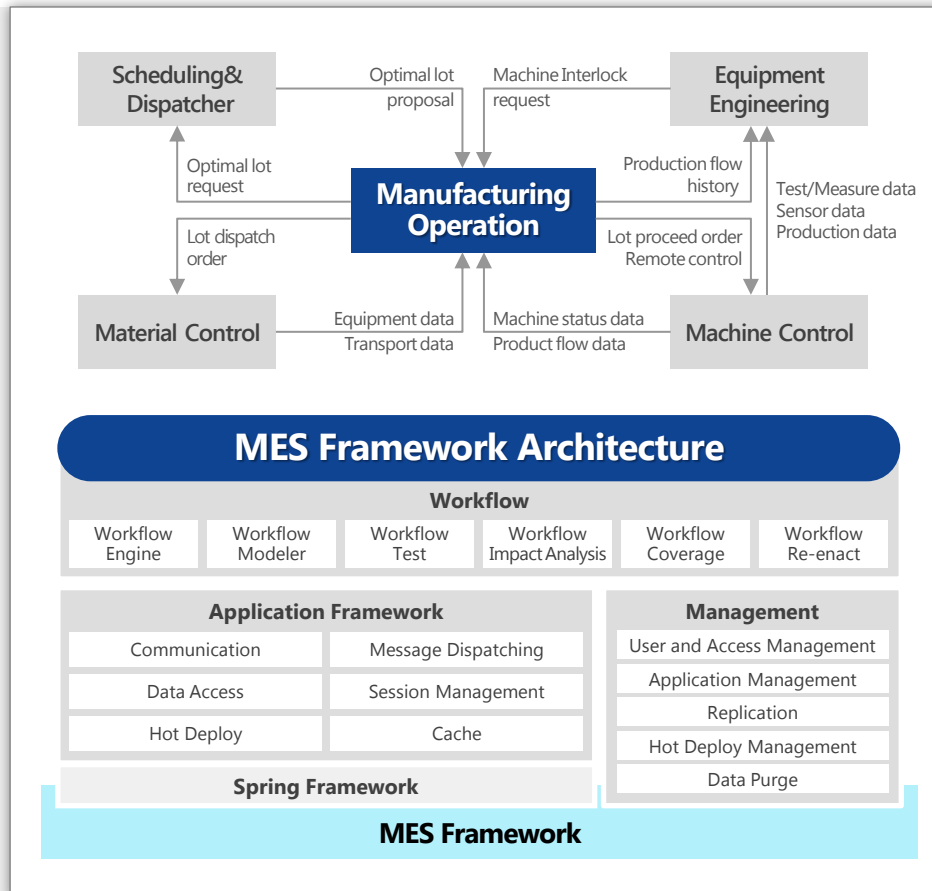 Scheduling&
Dispatcher
Optimal lot
proposal
Machine Interlock
request
Equipment
Engineering
Optimal lot
request
Manufacturing
Operation
Production flow
history
Test/Measure data
Sensor data
Production data
Lot dispatch
order
Lot proceed order
Remote control
Material Control
Equipment data
Transport data
Machine status data
Product flow data
Machine Control
MES Framework Architecture
Workflow
Workflow
Engine
Workflow
Modeler
Workflow
Test
Workflow
Impact Analysis
Workflow
Coverage
Workflow
Re-enact
Application Framework
Communication
Message Dispatching
Data Access
Session Management
Hot Deploy
Cache
Spring Framework
Management
User and Access Management
Application Management
Replication
Hot Deploy Management
Data Purge
MES Framework